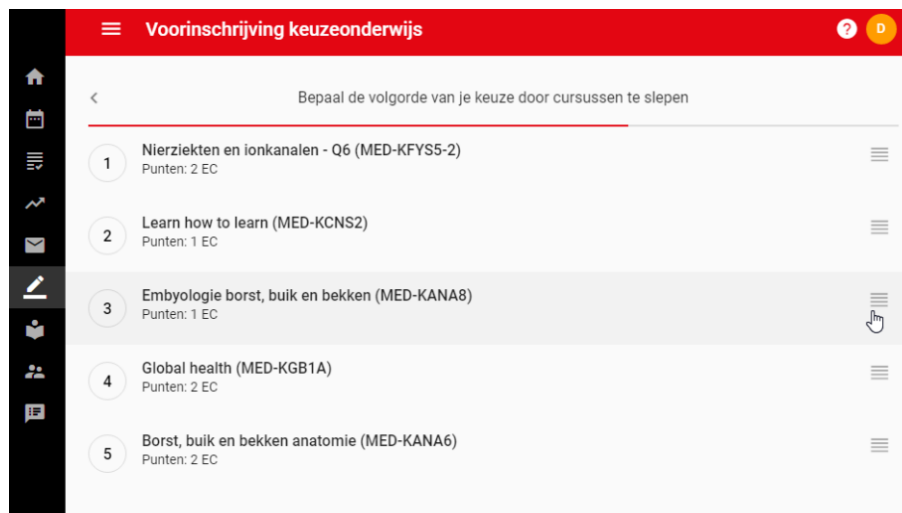 Voorinschrijving keuzeonderwijs
? D
Bepaal de volgorde van je keuze door cursussen te slepen
1 Nierziekten en ionkanalen - Q6 (MED-KFYS5-2)
Punten: 2 EC
2 Learn how to learn (MED-KCNS2)
Punten: 1 EC
3 Embyologie borst, buik en bekken (MED-KANA8)
Punten: 1 EC
4 Global health (MED-KGB1A)
Punten: 2 EC
5 Borst, buik en bekken anatomie (MED-KANA6)
Punten: 2 EC